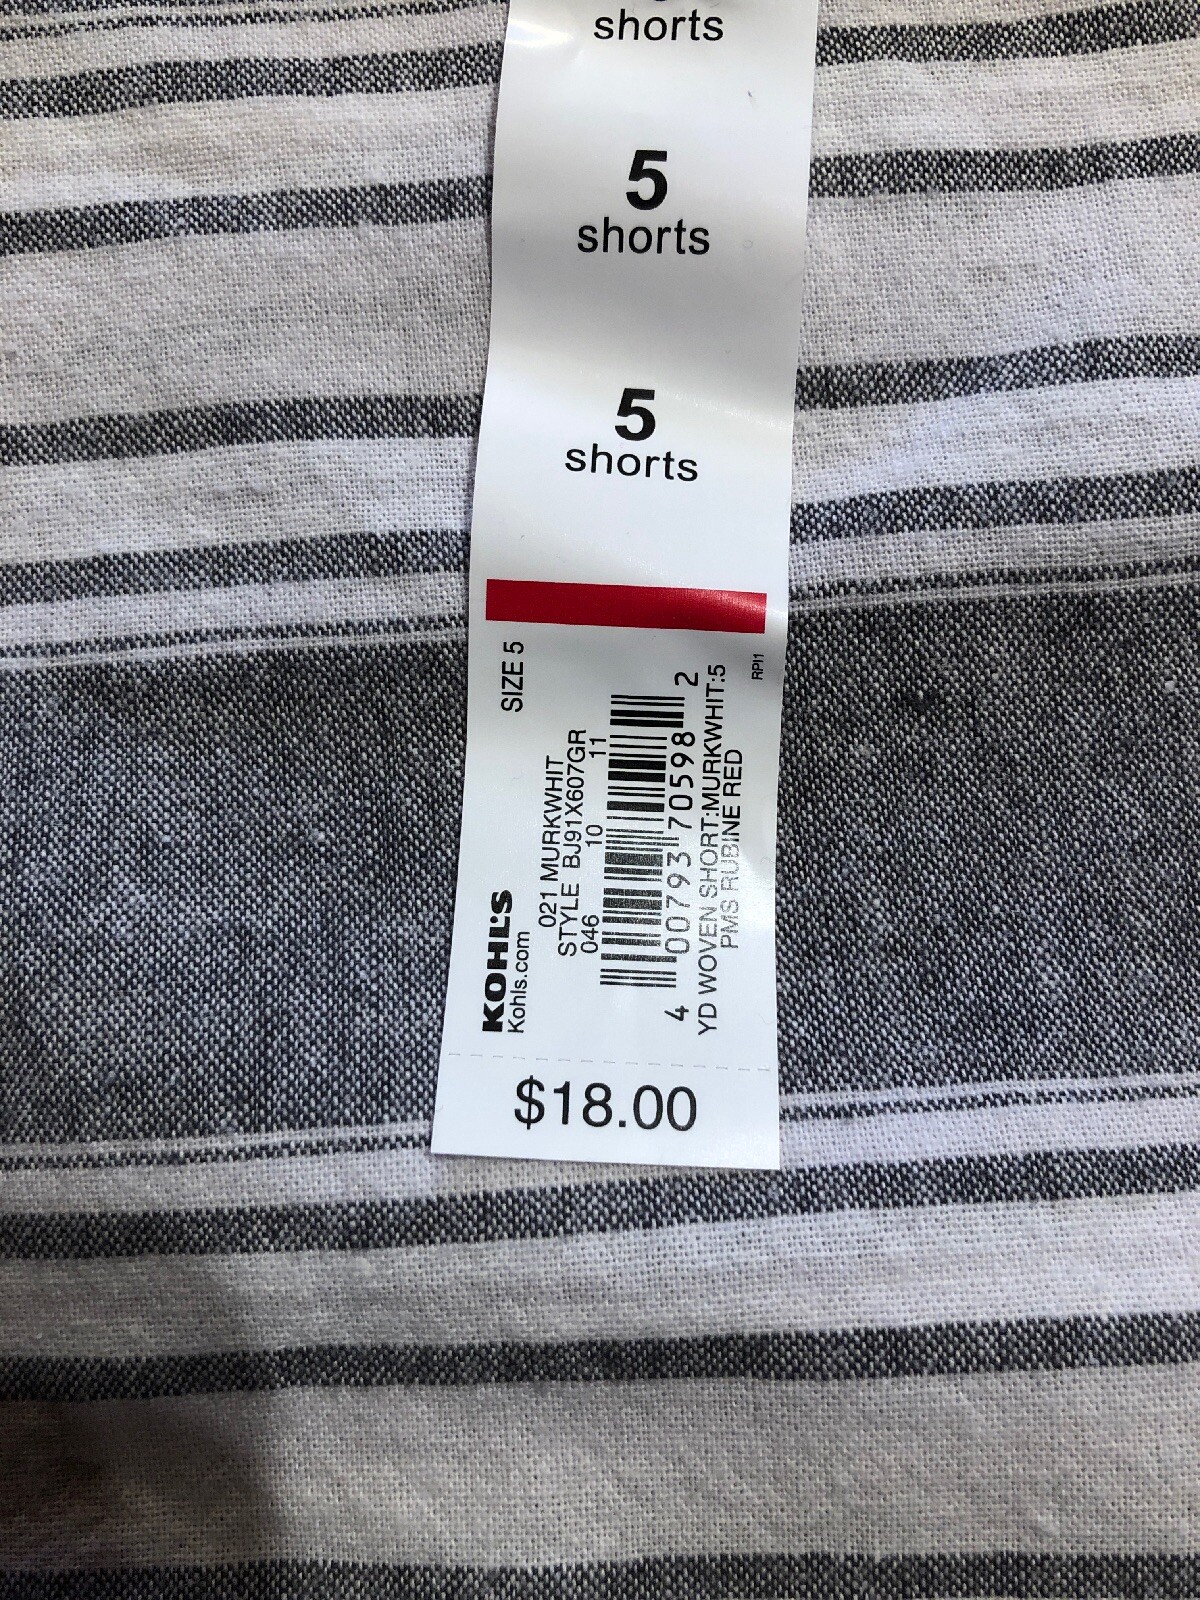 shorts
5
shorts
5
shorts
SIZE 5
KOHL'S
Kohls.com
021 MURKWHIT
STYLE BJ91X607GR
046 10 11
4 00793 70598 2
YD WOVEN SHORT:MURKWHIT:5
PMS RUBINE RED
RPI1
$18.00